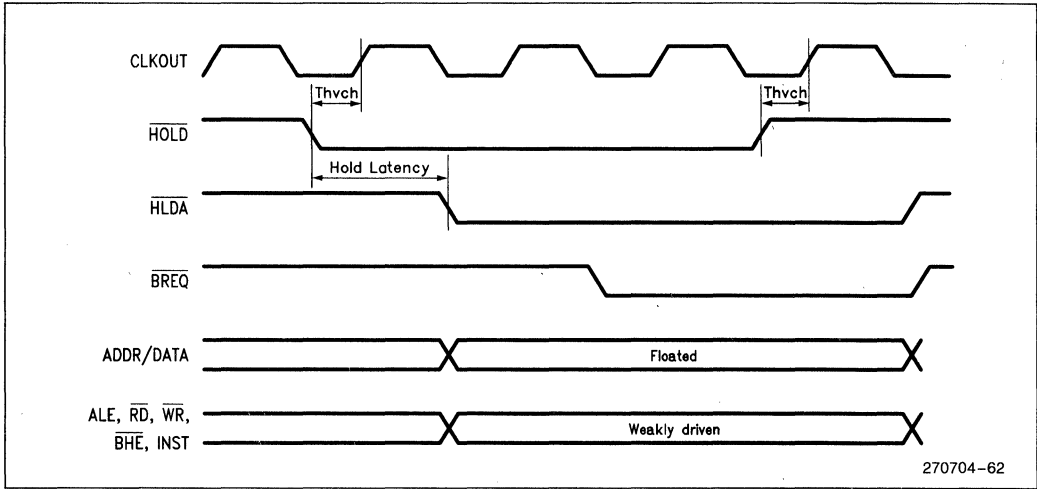 CLKOUT
Thvch Thvch
HOLD
Hold Latency
HLDA
BREQ
ADDR/DATA Floated
ALE, RD, WR,
BHE, INST Weakly driven
270704-62